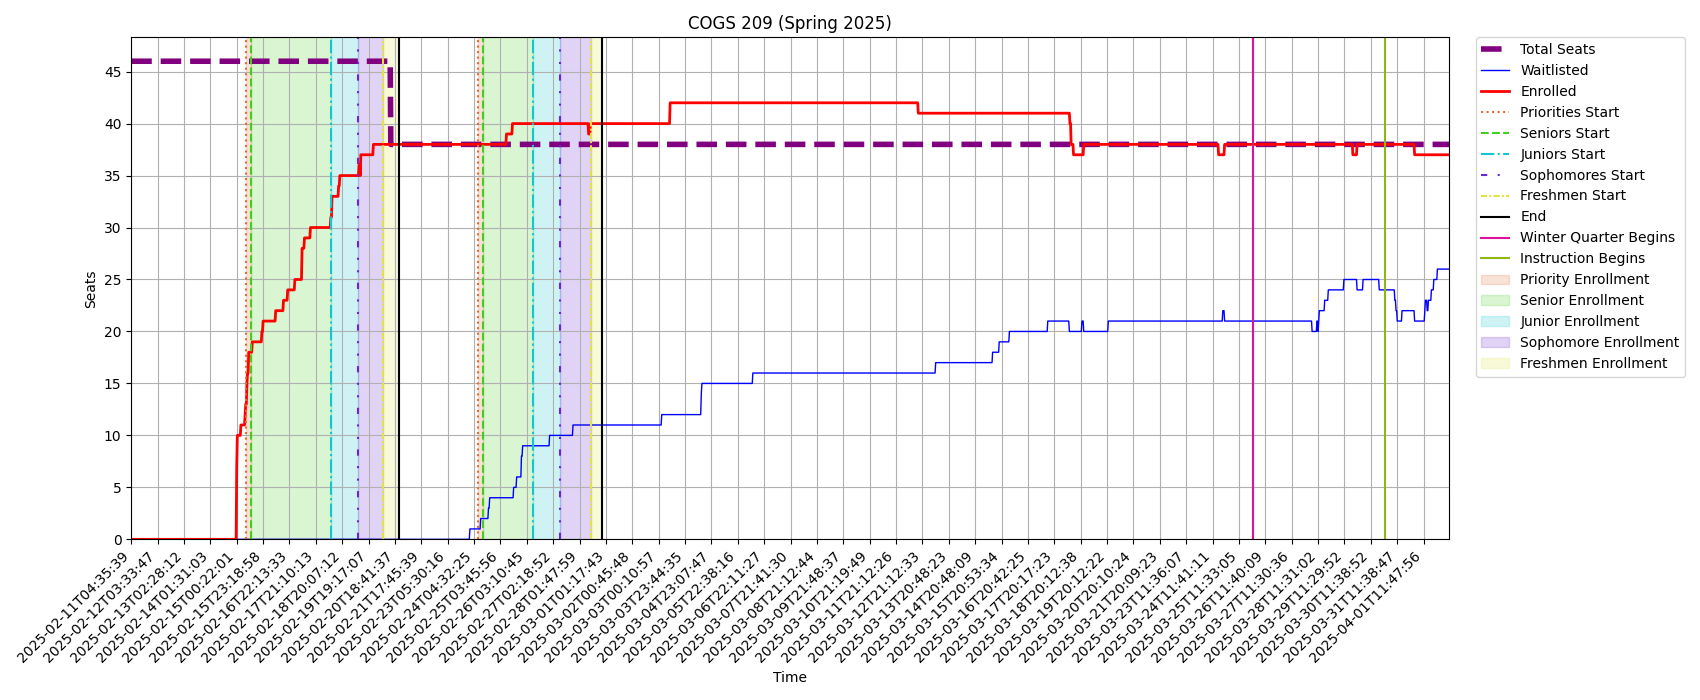 COGS 209 (Spring 2025)
Seats
45
40
35
30
25
20
15
10
5
0
2025-02-11T04:35:39
2025-02-12T03:33:47
2025-02-13T02:28:12
2025-02-14T01:31:03
2025-02-15T00:22:01
2025-02-15T23:18:58
2025-02-16T22:13:33
2025-02-17T21:10:13
2025-02-18T20:07:12
2025-02-19T19:17:07
2025-02-20T18:41:37
2025-02-21T17:45:39
2025-02-23T05:30:16
2025-02-24T04:32:25
2025-02-25T03:45:56
2025-02-26T03:10:45
2025-02-27T02:18:52
2025-02-28T01:47:59
2025-03-01T01:17:43
2025-03-02T00:45:48
2025-03-03T00:10:57
2025-03-03T23:44:35
2025-03-04T23:07:47
2025-03-05T22:38:16
2025-03-06T22:11:27
2025-03-07T21:41:30
2025-03-08T21:12:44
2025-03-09T21:48:37
2025-03-10T21:19:49
2025-03-11T21:12:26
2025-03-12T21:12:33
2025-03-13T20:48:23
2025-03-14T20:48:09
2025-03-15T20:53:34
2025-03-16T20:42:25
2025-03-17T20:17:23
2025-03-18T20:12:38
2025-03-19T20:12:22
2025-03-20T20:10:24
2025-03-21T20:09:23
2025-03-23T11:36:07
2025-03-24T11:41:11
2025-03-25T11:33:05
2025-03-26T11:40:09
2025-03-27T11:30:36
2025-03-28T11:31:02
2025-03-29T11:29:52
2025-03-30T11:38:52
2025-03-31T11:38:47
2025-04-01T11:47:56
Time
Total Seats
Waitlisted
Enrolled
Priorities Start
Seniors Start
Juniors Start
Sophomores Start
Freshmen Start
End
Winter Quarter Begins
Instruction Begins
Priority Enrollment
Senior Enrollment
Junior Enrollment
Sophomore Enrollment
Freshmen Enrollment